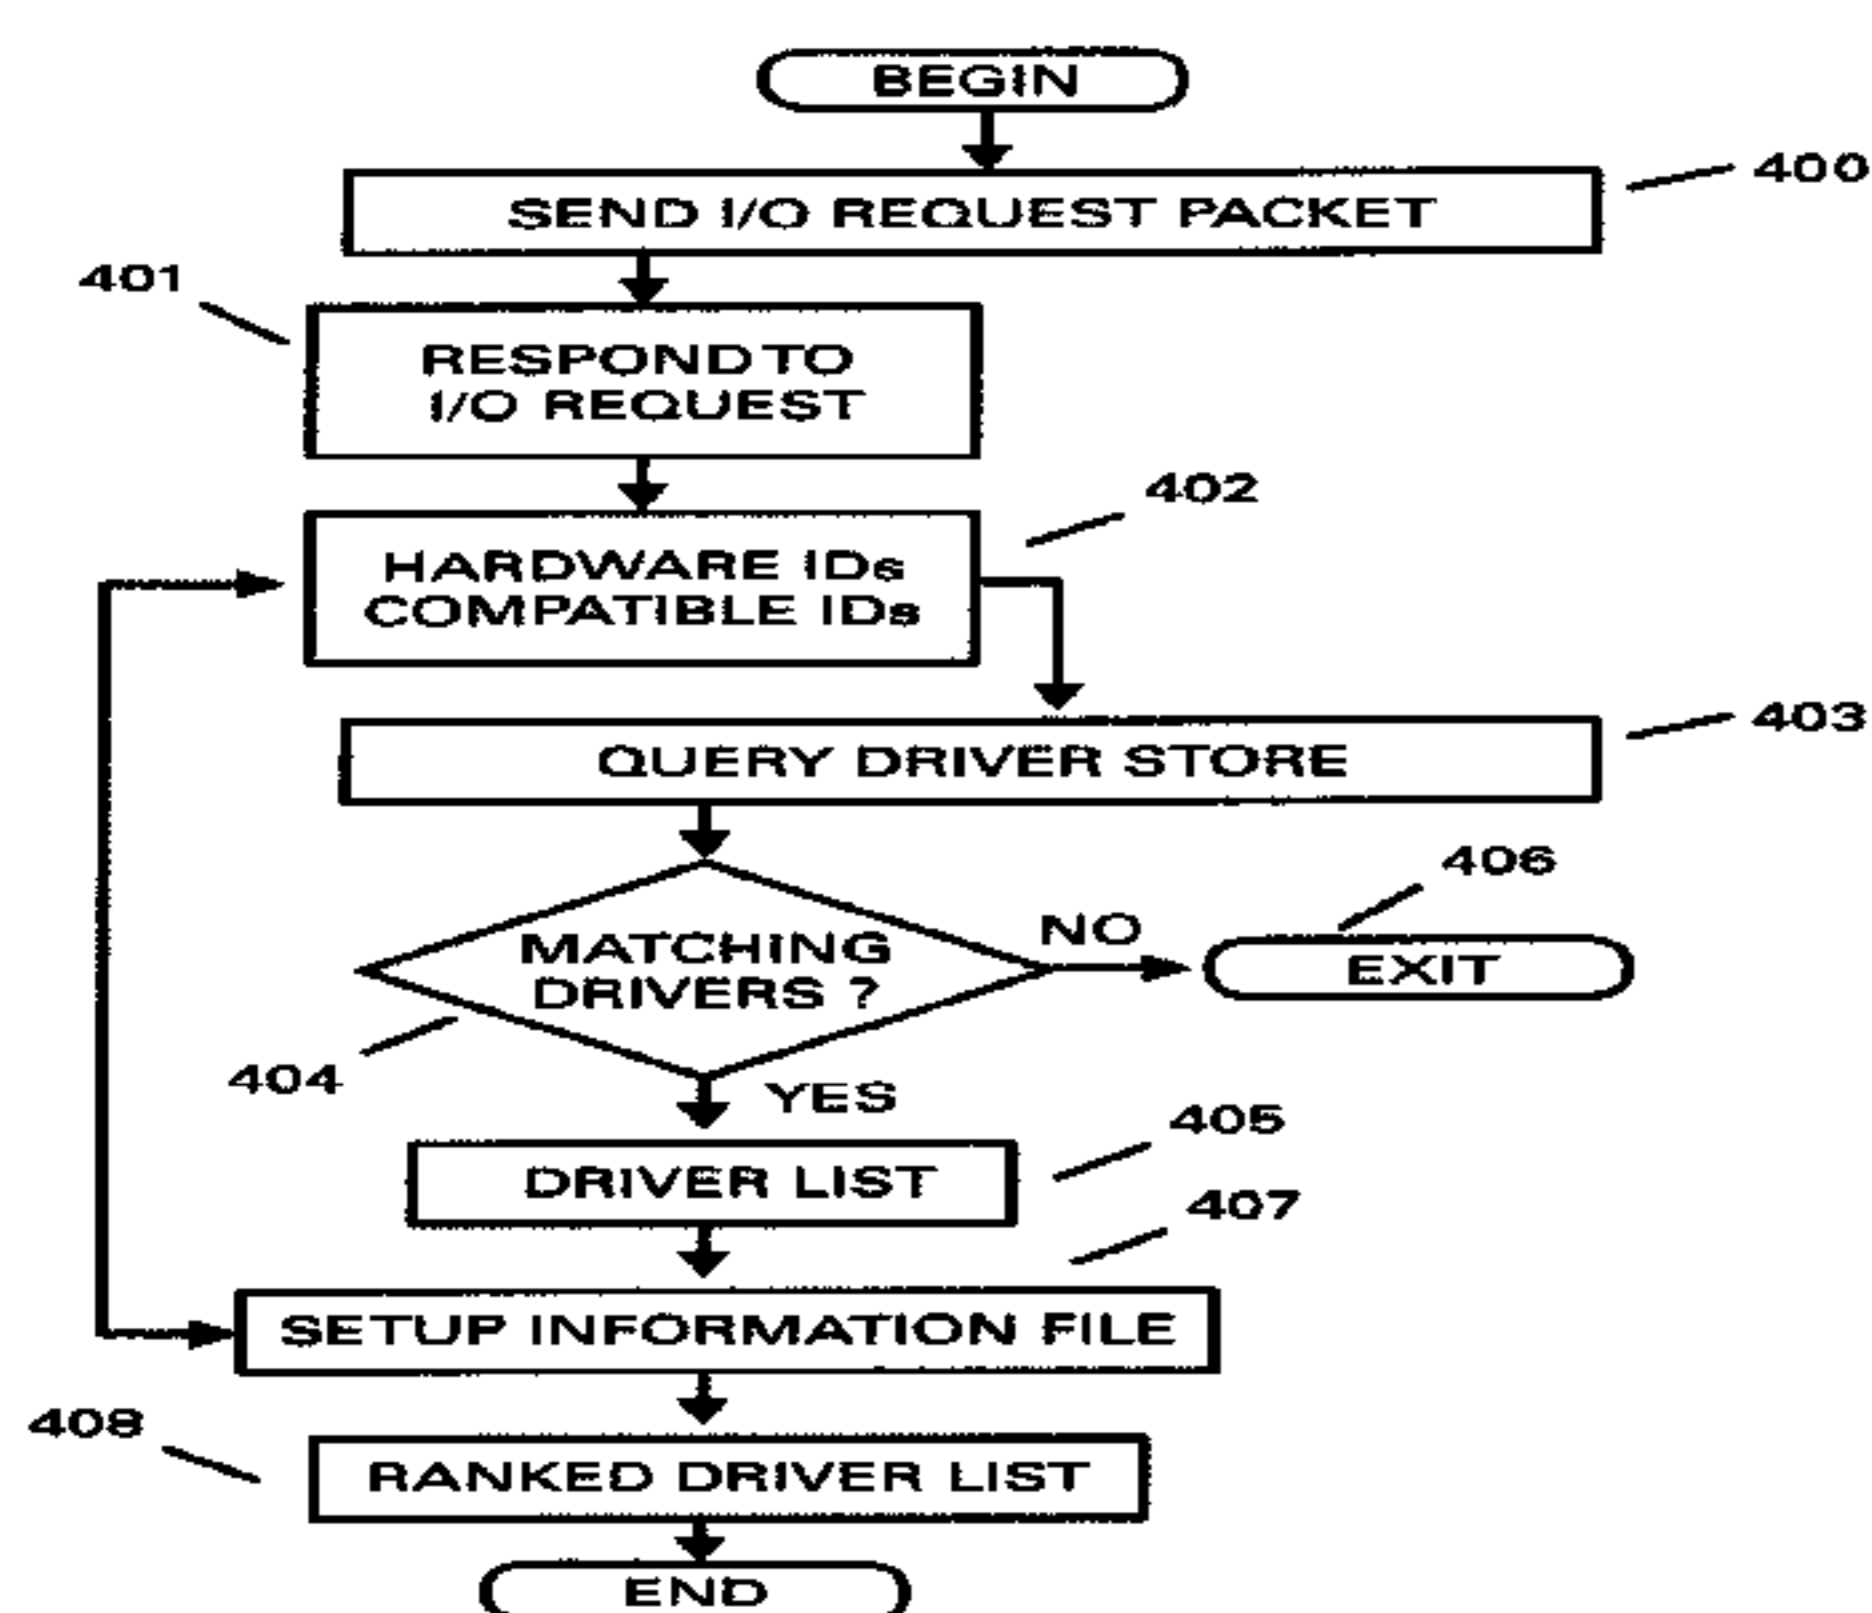 BEGIN
400
SEND I/O REQUEST PACKET
401
RESPOND TO
I/O REQUEST
402
HARDWARE IDs
COMPATIBLE IDs
403
QUERY DRIVER STORE
406
MATCHING
DRIVERS ?
NO
EXIT
404
YES
405
DRIVER LIST
407
SETUP INFORMATION FILE
408
RANKED DRIVER LIST
END